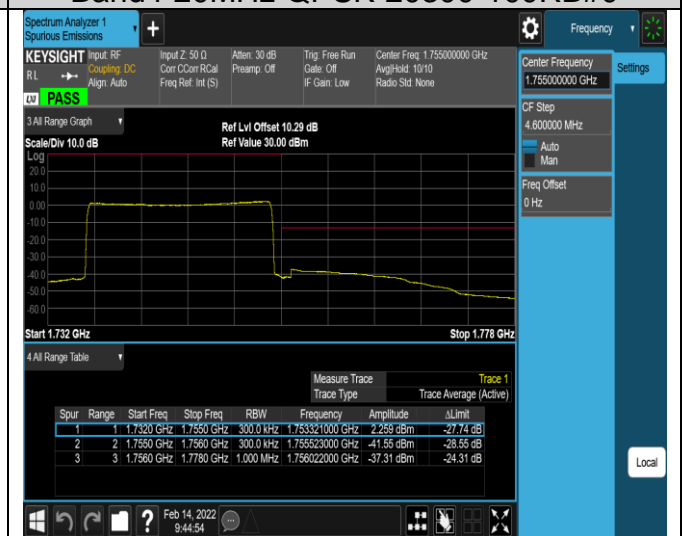 Spectrum Analyzer 1
Spurious Emissions
+
Frequency
KEYSIGHT
R L
LXI
PASS
Input: RF
Coupling: DC
Align: Auto
Input Z: 50 Ω
Corr CCorr RCal
Freq Ref: Int (S)
Atten: 30 dB
Preamp: Off
Trig: Free Run
Gate: Off
IF Gain: Low
Center Freq: 1.755000000 GHz
Avg|Hold: 10/10
Radio Std: None
Center Frequency
1.755000000 GHz
Settings
CF Step
4.600000 MHz
Auto
Man
Freq Offset
0 Hz
3 All Range Graph
Scale/Div 10.0 dB
Ref Lvl Offset 10.29 dB
Ref Value 30.00 dBm
Log
20.0
10.0
0.00
-10.0
-20.0
-30.0
-40.0
-50.0
-60.0
Start 1.732 GHz
Stop 1.778 GHz
4 All Range Table
Measure Trace Trace 1
Trace Type Trace Average (Active)
Spur Range Start Freq Stop Freq RBW Frequency Amplitude ΔLimit
1 1 1.7320 GHz 1.7550 GHz 300.0 kHz 1.753321000 GHz 2.259 dBm -27.74 dB
2 2 1.7550 GHz 1.7560 GHz 300.0 kHz 1.755523000 GHz -41.55 dBm -28.55 dB
3 3 1.7560 GHz 1.7780 GHz 1.000 MHz 1.756022000 GHz -37.31 dBm -24.31 dB
Local
?
Feb 14, 2022
9:44:54